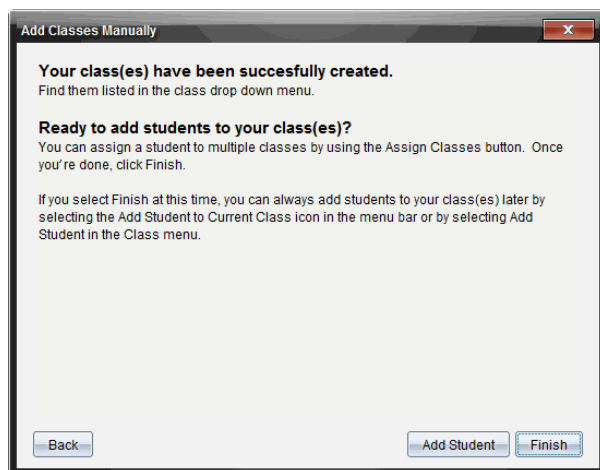 Add Classes Manually
X
Your class(es) have been succesfully created.
Find them listed in the class drop down menu.
Ready to add students to your class(es)?
You can assign a student to multiple classes by using the Assign Classes button. Once
you're done, click Finish.
If you select Finish at this time, you can always add students to your class(es) later by
selecting the Add Student to Current Class icon in the menu bar or by selecting Add
Student in the Class menu.
Back Add Student Finish